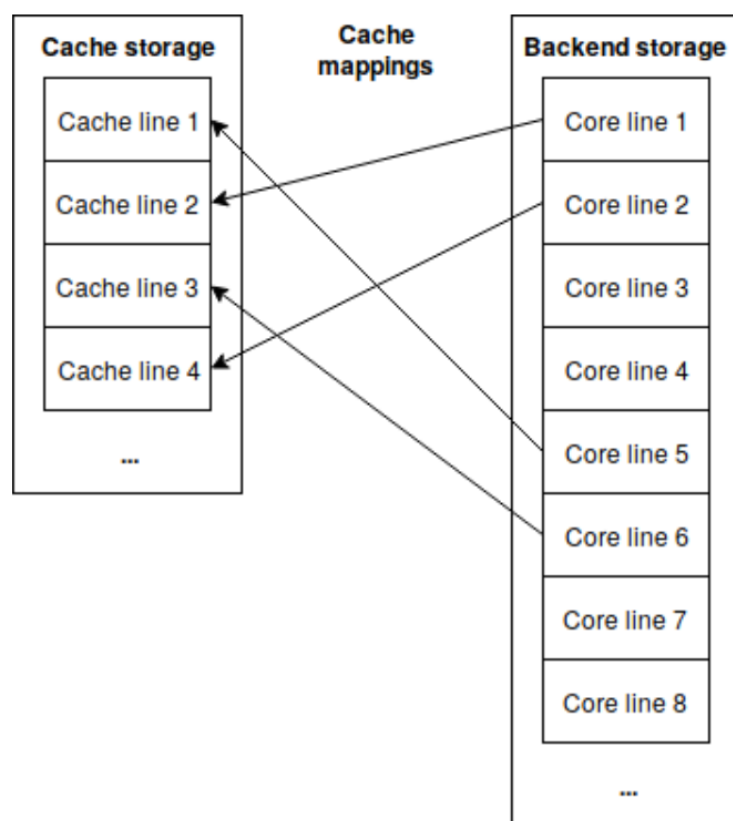 Cache storage
Cache line 1
Cache line 2
Cache line 3
Cache line 4
...
Cache
mappings
Backend storage
Core line 1
Core line 2
Core line 3
Core line 4
Core line 5
Core line 6
Core line 7
Core line 8
...